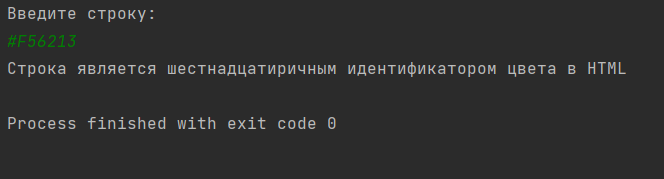 Введите строку:
#F56213
Строка является шестнадцатиричным идентификатором цвета в HTML
Process finished with exit code 0